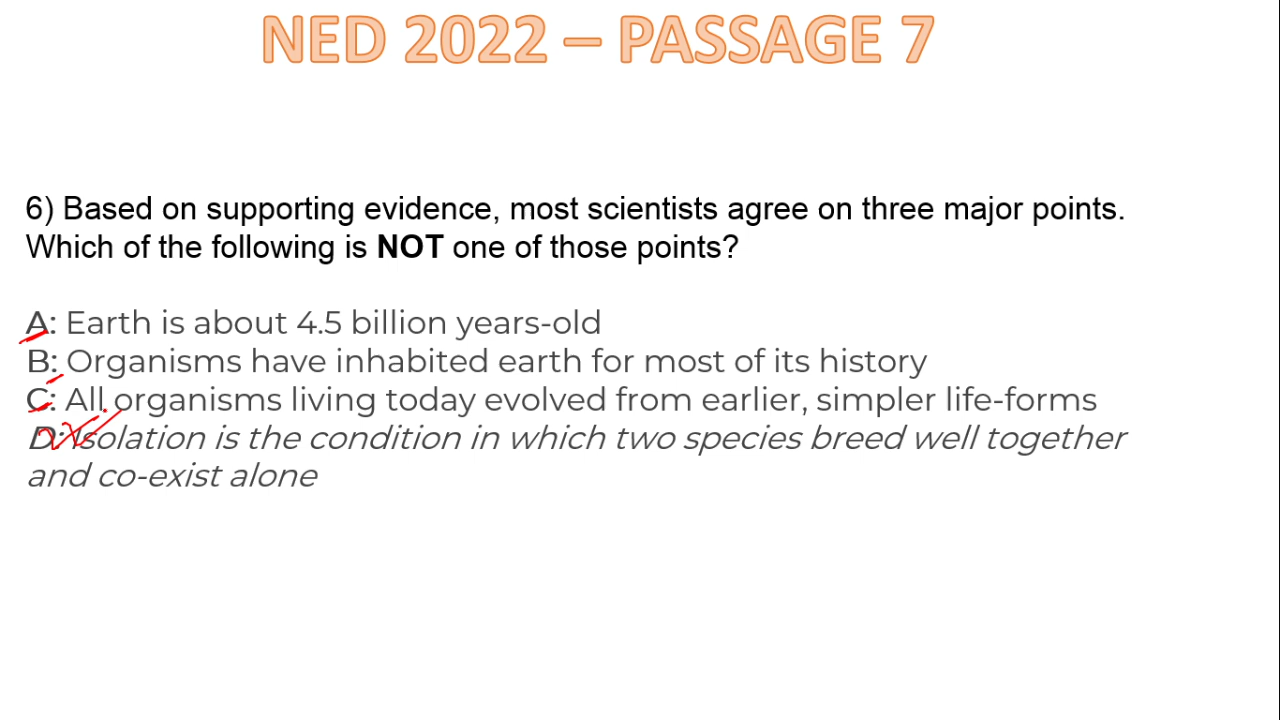 NED 2022 – PASSAGE 7
6) Based on supporting evidence, most scientists agree on three major points.
Which of the following is NOT one of those points?
A: Earth is about 4.5 billion years-old
B: Organisms have inhabited earth for most of its history
C: All organisms living today evolved from earlier, simpler life-forms
D: Isolation is the condition in which two species breed well together
and co-exist alone